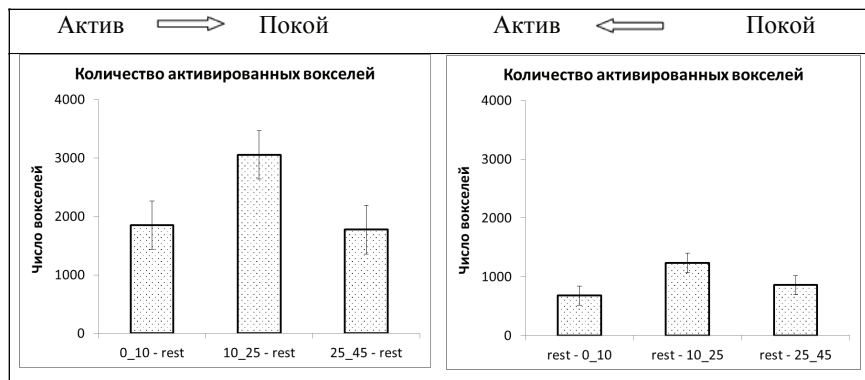 Актив Покой
Актив Покой
Количество активированных вокселей
4000
3000
2000
1000
0
Число вокселей
0_10 - rest 10_25 - rest 25_45 - rest
Количество активированных вокселей
4000
3000
2000
1000
0
Число вокселей
rest - 0_10 rest - 10_25 rest - 25_45